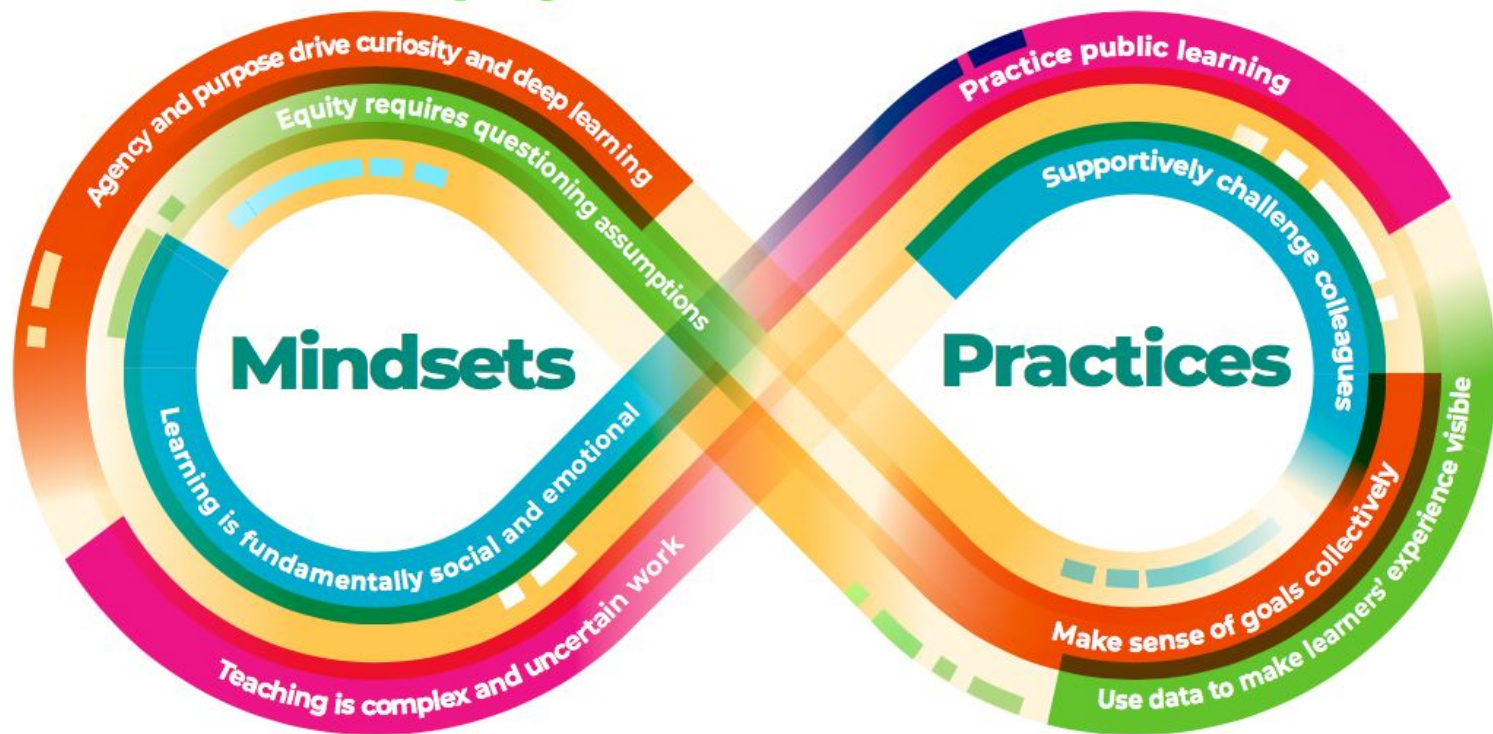 Agency and purpose drive curiosity and deep learning
Equity requires questioning assumptions
Mindsets
Learning is fundamentally social and emotional
Teaching is complex and uncertain work
Practice public learning
Supportively challenge colleagues
Practices
Make sense of goals collectively
Use data to make learners' experience visible